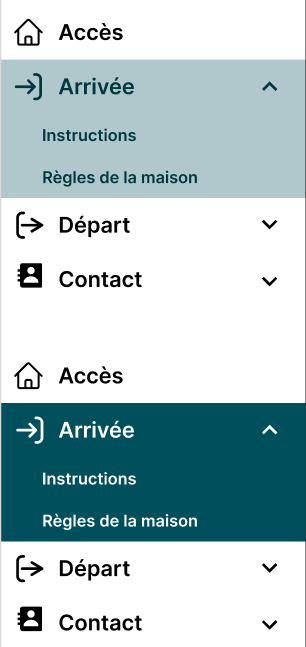 Accès
Arrivée
Instructions
Règles de la maison
Départ
Contact
Accès
Arrivée
Instructions
Règles de la maison
Départ
Contact